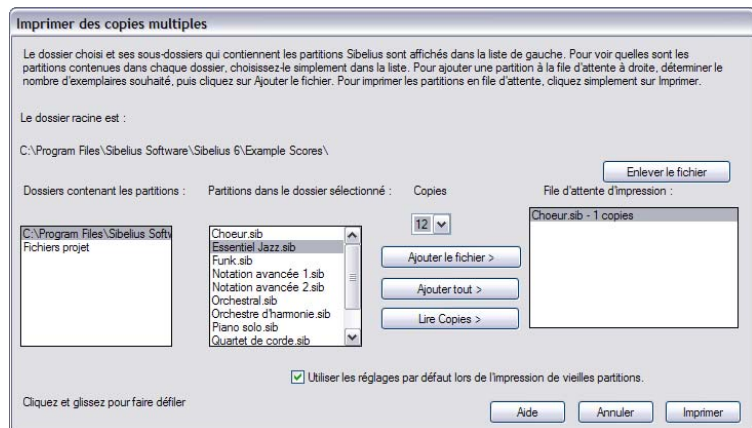 Imprimer des copies multiples
Le dossier choisi et ses sous-dossiers qui contiennent les partitions Sibelius sont affichés dans la liste de gauche. Pour voir quelles sont les
partitions contenues dans chaque dossier, choisissez-le simplement dans la liste. Pour ajouter une partition à la file d'attente à droite, déterminer le
nombre d'exemplaires souhaité, puis cliquez sur Ajouter le fichier. Pour imprimer les partitions en file d'attente, cliquez simplement sur Imprimer.
Le dossier racine est :
C:\Program Files\Sibelius Software\Sibelius 6\Example Scores\
Enlever le fichier
Dossiers contenant les partitions :
Partitions dans le dossier sélectionné :
Copies
File d'attente d'impression :
C:\Program Files\Sibelius Softw
Fichiers projet
Choeur.sib
Essentiel Jazz.sib
Funk.sib
Notation avancée 1.sib
Notation avancée 2.sib
Orchestral.sib
Orchestre d'harmonie.sib
Piano solo.sib
Quartet de corde.sib
12
Ajouter le fichier >
Ajouter tout >
Lire Copies >
Choeur.sib - 1 copies
Utiliser les réglages par défaut lors de l'impression de vieilles partitions.
Cliquez et glissez pour faire défiler
Aide
Annuler
Imprimer